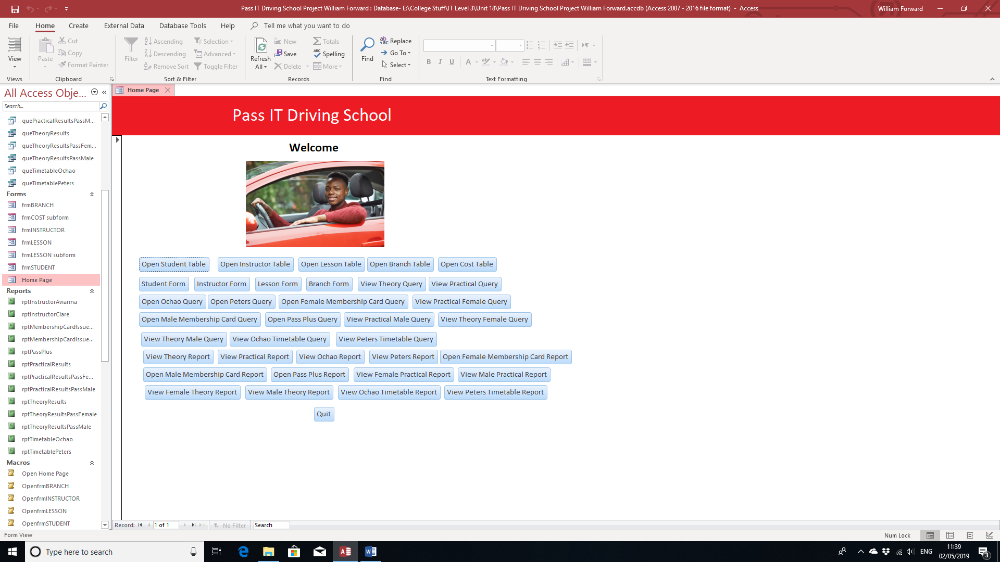 Pass IT Driving School Project William Forward : Database- E:\College Stuff\IT Level 3\Unit 18\Pass IT Driving School Project William Forward.accdb (Access 2007 - 2016 file format) - Access
William Forward
File Home Create External Data Database Tools Help Tell me what you want to do
View
Views
Paste
Cut
Copy
Format Painter
Clipboard
Filter
Ascending
Descending
Remove Sort
Selection
Advanced
Toggle Filter
Sort & Filter
Refresh All
New
Save
Delete
Totals
Spelling
More
Records
Find
Replace
Go To
Select
Find
B I U A
Text Formatting
All Access Obje...
Search...
quePracticalResultsPassM...
queTheoryResults
queTheoryResultsPassFem...
queTheoryResultsPassMale
queTimetableOchao
queTimetablePeters
Forms
frmBRANCH
frmCOST subform
frmINSTRUCTOR
frmLESSON
frmLESSON subform
frmSTUDENT
Home Page
Reports
rptInstructorAvianna
rptInstructorClare
rptMembershipCardIssue...
rptMembershipCardIssue...
rptPassPlus
rptPracticalResults
rptPracticalResultsPassFe...
rptPracticalResultsPassMale
rptTheoryResults
rptTheoryResultsPassFemale
rptTheoryResultsPassMale
rptTimetableOchao
rptTimetablePeters
Macros
Open Home Page
OpenfrmBRANCH
OpenfrmINSTRUCTOR
OpenfrmLESSON
OpenfrmSTUDENT
Home Page
Pass IT Driving School
Welcome
Open Student Table Open Instructor Table Open Lesson Table Open Branch Table Open Cost Table
Student Form Instructor Form Lesson Form Branch Form View Theory Query View Practical Query
Open Ochao Query Open Peters Query Open Female Membership Card Query View Practical Female Query
Open Male Membership Card Query Open Pass Plus Query View Practical Male Query View Theory Female Query
View Theory Male Query View Ochao Timetable Query View Peters Timetable Query
View Theory Report View Practical Report View Ochao Report View Peters Report Open Female Membership Card Report
Open Male Membership Card Report Open Pass Plus Report View Female Practical Report View Male Practical Report
View Female Theory Report View Male Theory Report View Ochao Timetable Report View Peters Timetable Report
Quit
Record: 1 of 1 No Filter Search
Form View
Num Lock
Type here to search
ENG
11:39
02/05/2019
3